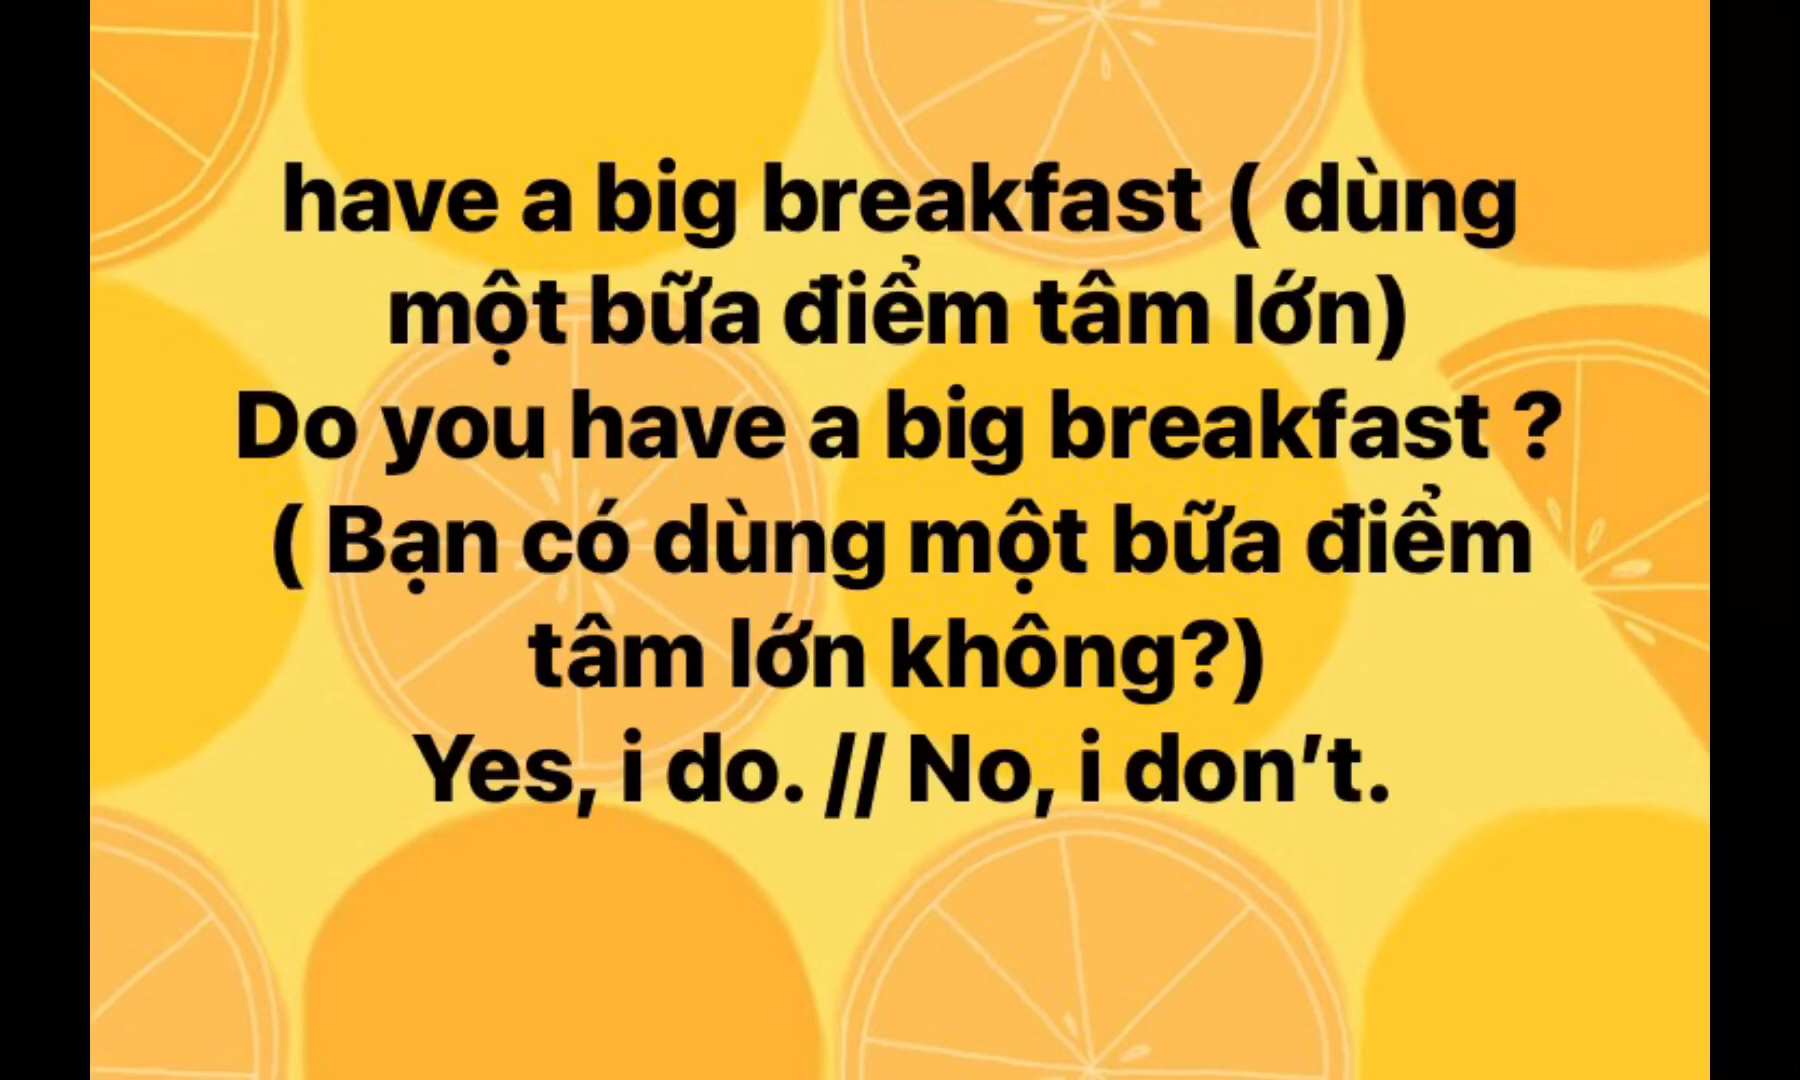 have a big breakfast ( dùng
một bữa điểm tâm lớn)
Do you have a big breakfast ?
( Bạn có dùng một bữa điểm
tâm lớn không?)
Yes, i do. // No, i don’t.